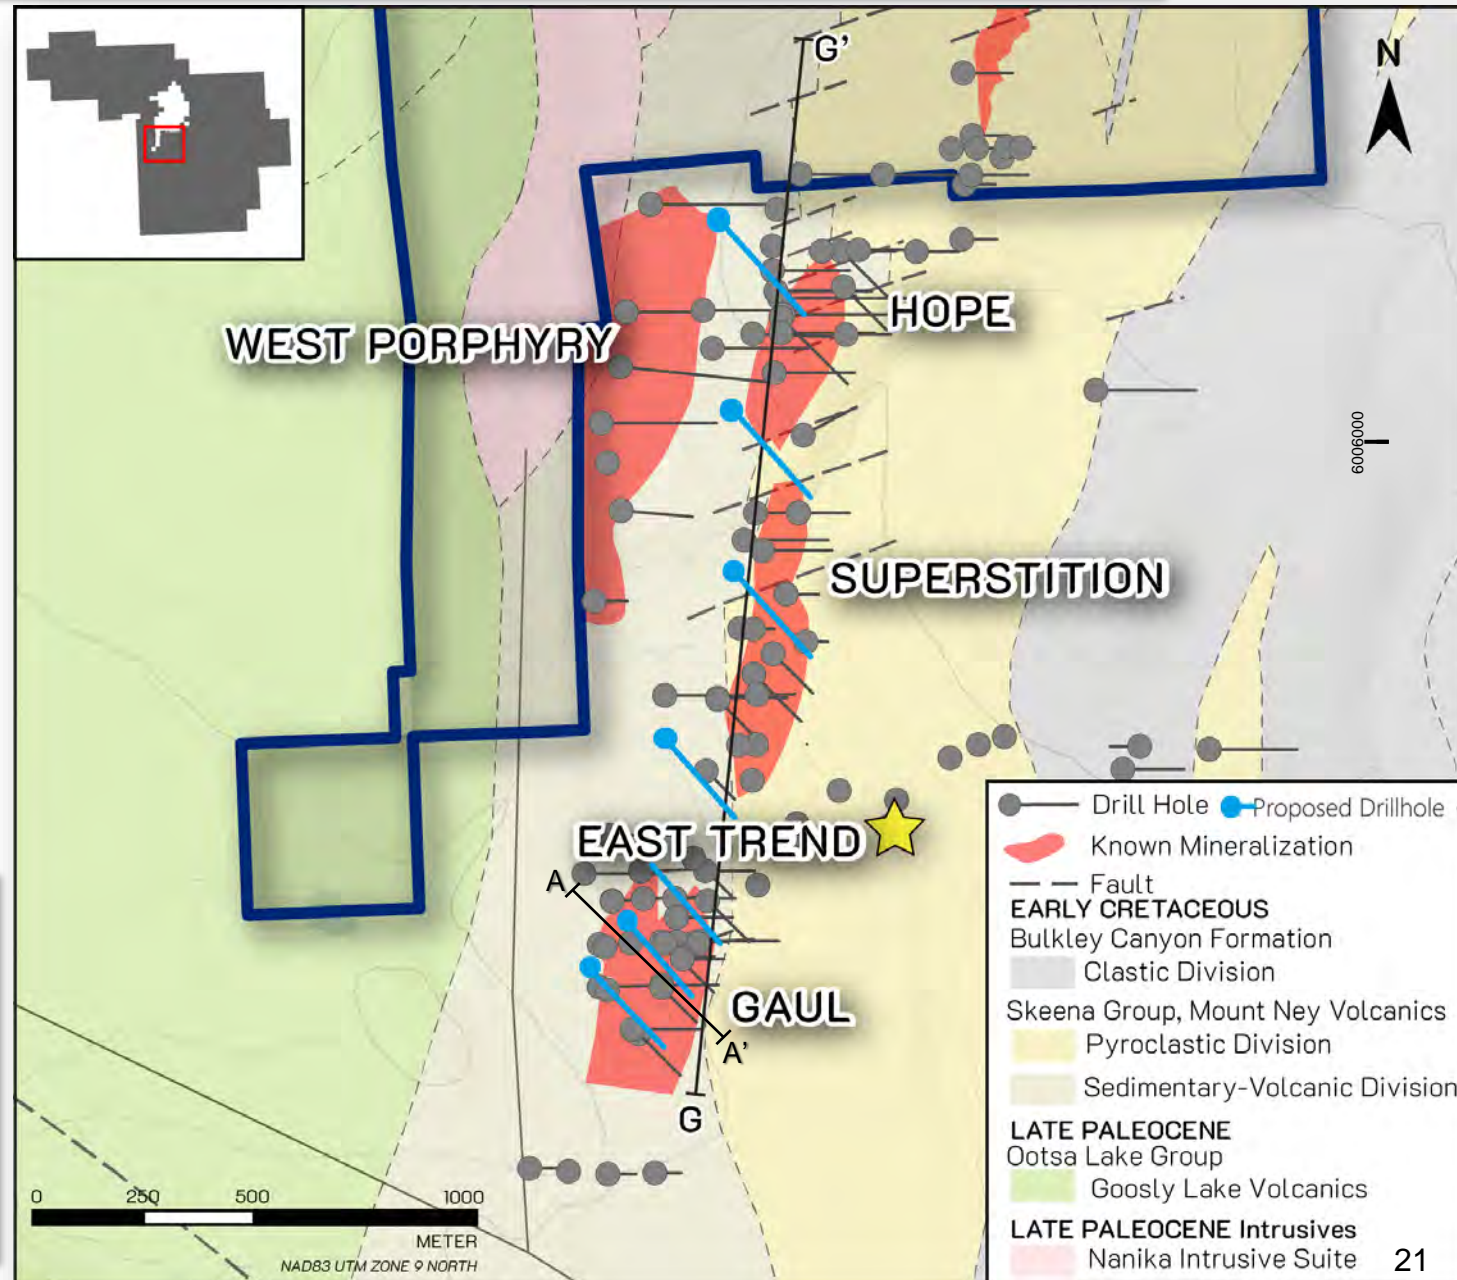 G'
N
HOPE
WEST PORPHYRY
6006000
SUPERSTITION
EAST TREND
A
GAUL
A'
G
Drill Hole
Proposed Drillhole
Known Mineralization
Fault
EARLY CRETACEOUS
Bulkley Canyon Formation
Clastic Division
Skeena Group, Mount Ney Volcanics
Pyroclastic Division
Sedimentary-Volcanic Division
LATE PALEOCENE
Ootsa Lake Group
Goosly Lake Volcanics
LATE PALEOCENE Intrusives
Nanika Intrusive Suite
0 250 500 1000
METER
NAD83 UTM ZONE 9 NORTH
21